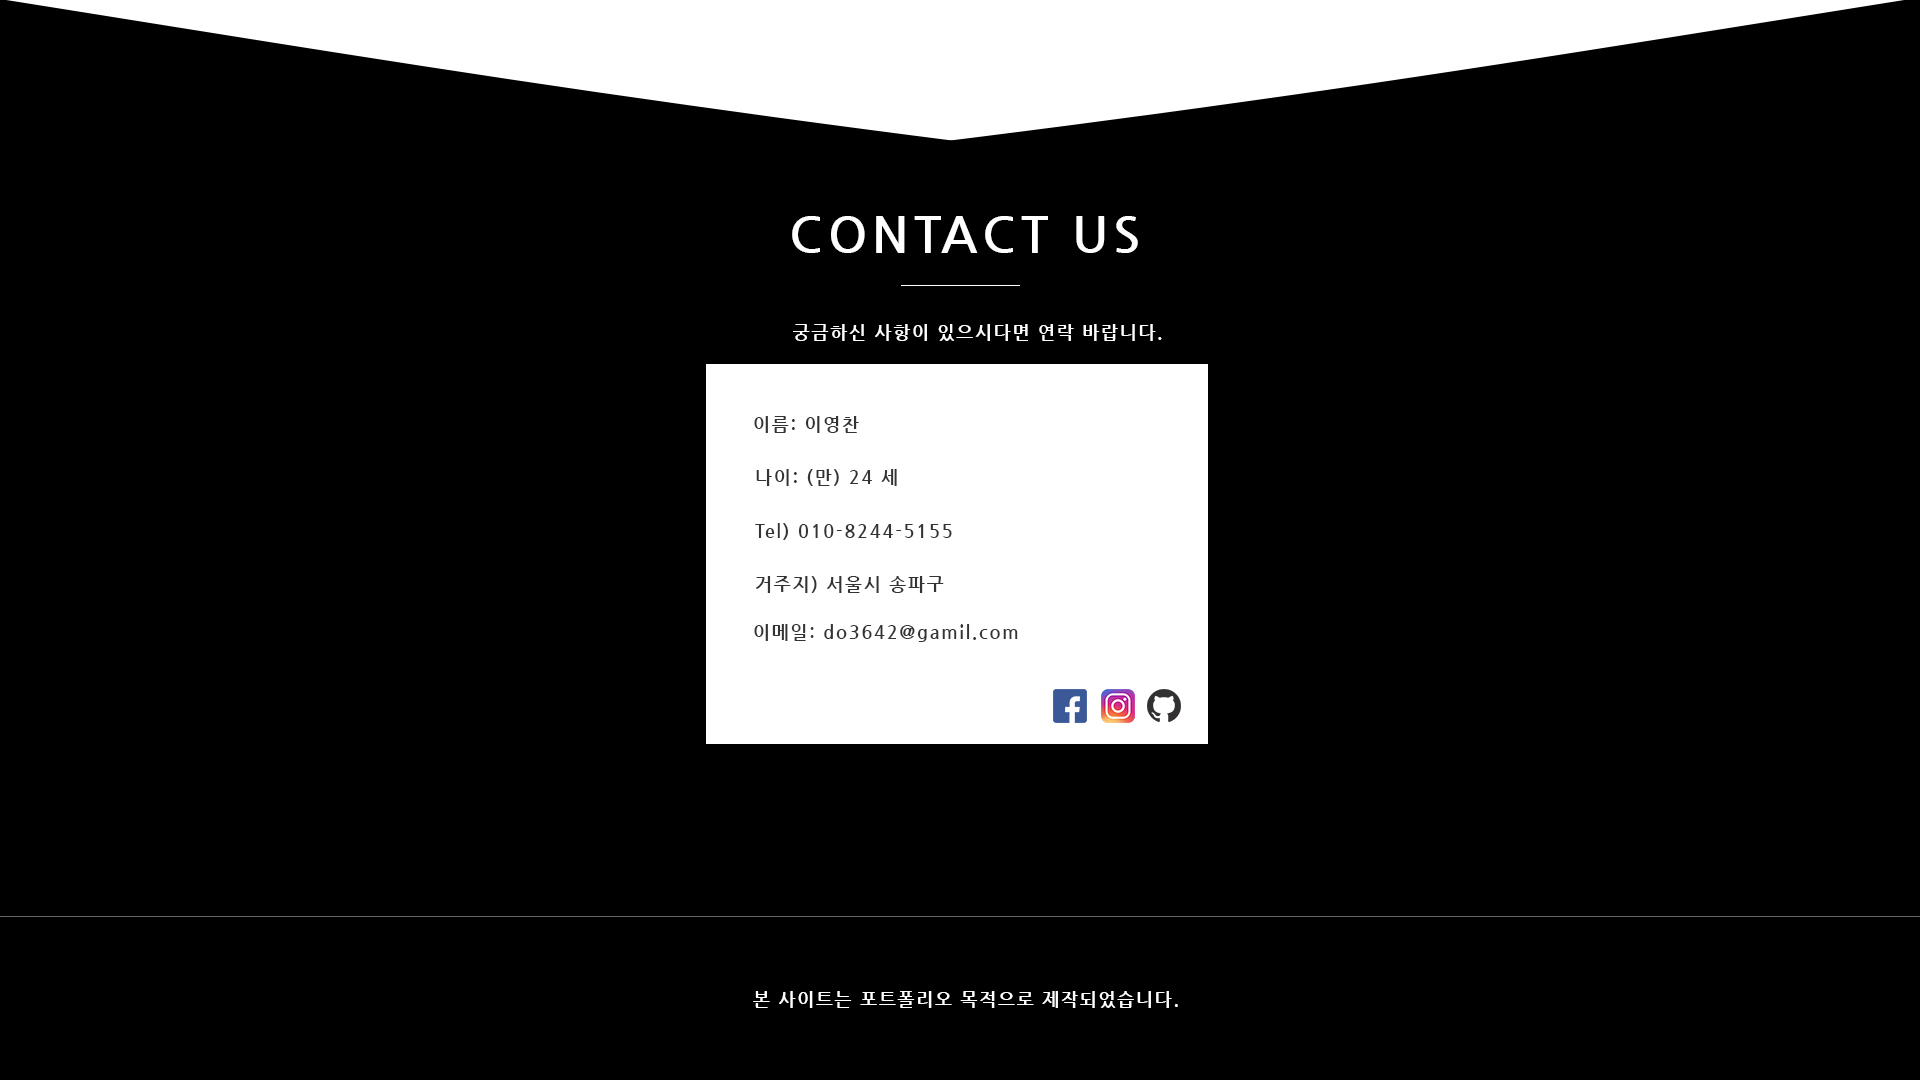 CONTACT US
궁금하신 사항이 있으시다면 연락 바랍니다.
이름: 이영찬
나이: (만) 24 세
Tel) 010-8244-5155
거주지) 서울시 송파구
이메일: do3642@gamil.com
본 사이트는 포트폴리오 목적으로 제작되었습니다.